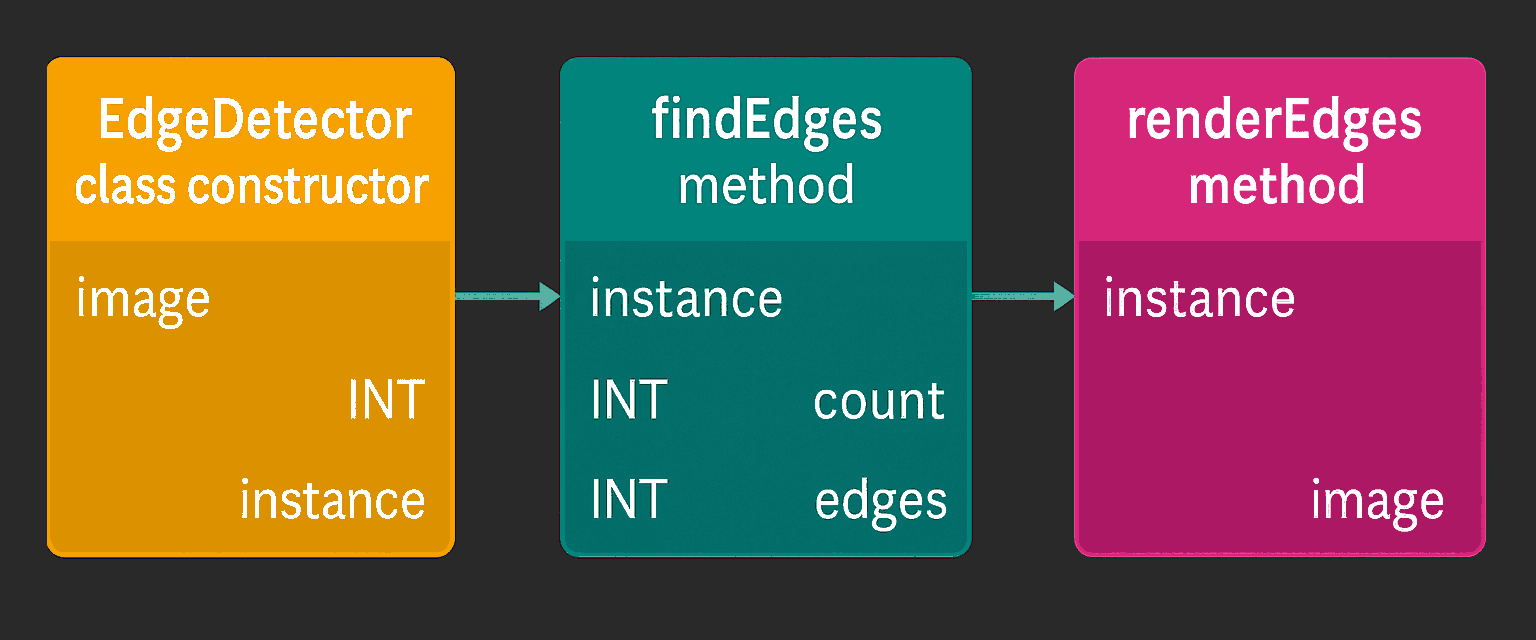 EdgeDetector
class constructor
image
INT
instance
findEdges
method
instance
INT count
INT edges
renderEdges
method
instance
image